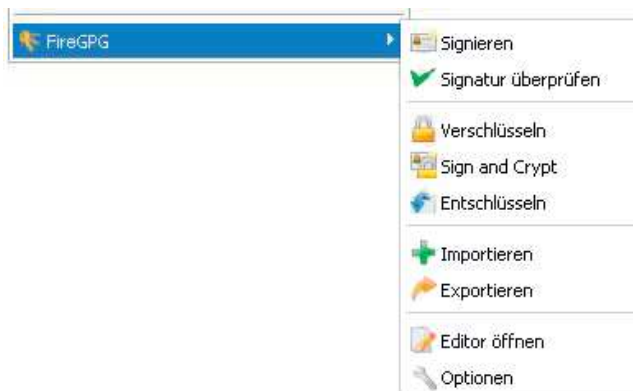 FireGPG
Signieren
Signatur überprüfen
Verschlüsseln
Sign and Crypt
Entschlüsseln
Importieren
Exportieren
Editor öffnen
Optionen